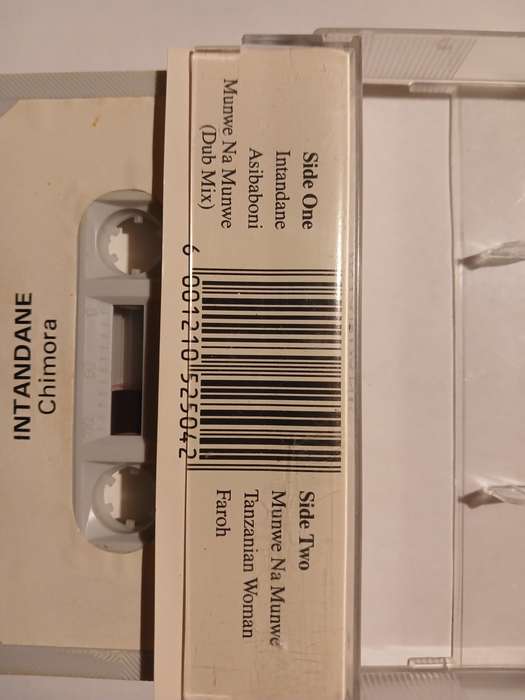 INTANDANE
Chimora
Side One
Intandane
Asibaboni
Munwe Na Munwe
(Dub Mix)
6 001210 525042
Side Two
Munwe Na Munwe
Tanzanian Woman
Faroh